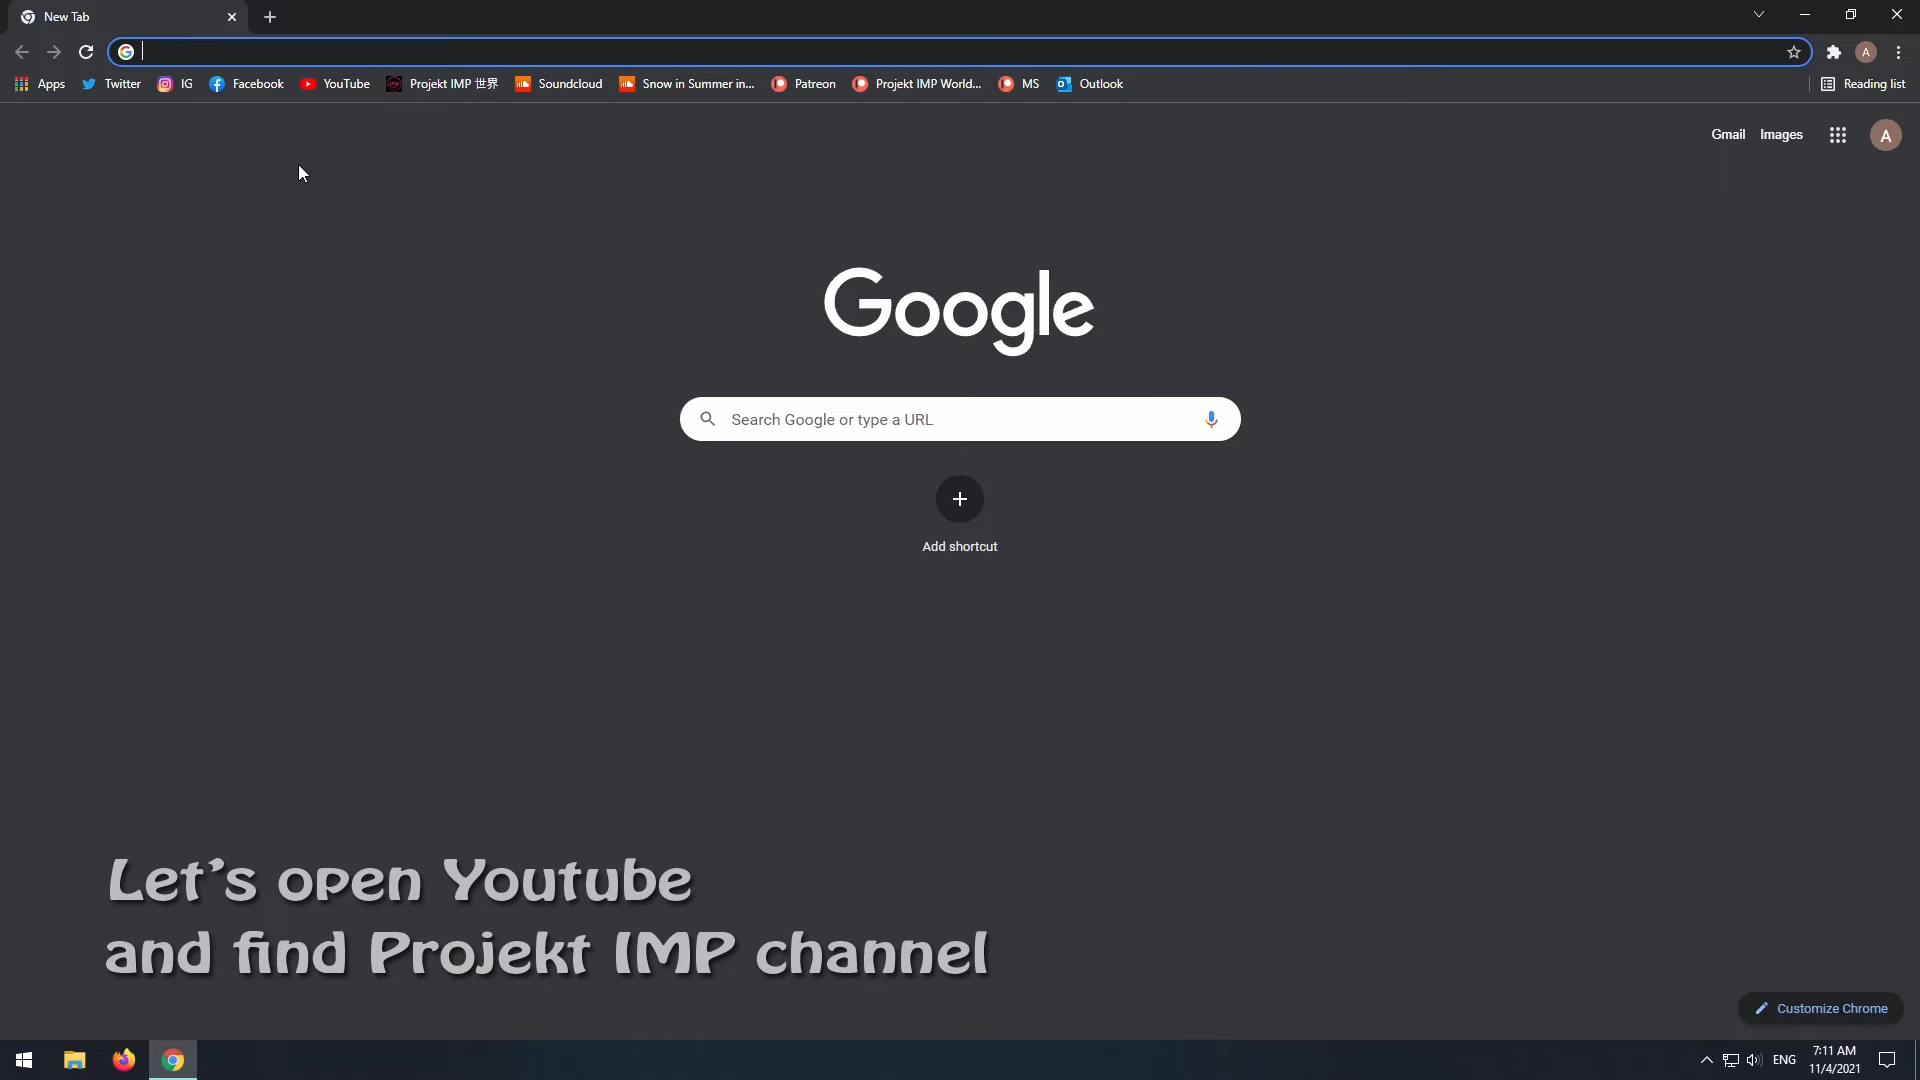 New Tab
Apps Twitter IG Facebook YouTube Projekt IMP 世界 Soundcloud Snow in Summer in... Patreon Projekt IMP World... MS Outlook Reading list
Gmail Images A
Google
Search Google or type a URL
Add shortcut
Let's open Youtube
and find Projekt IMP channel
Customize Chrome
ENG 7:11 AM
11/4/2021